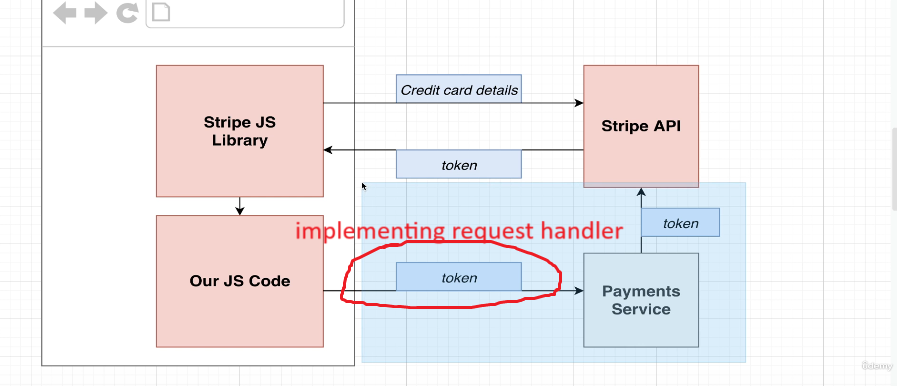 Credit card details
Stripe JS
Library
Stripe API
token
token
implementing request handler
token
Our JS Code
Payments
Service
ûdemy